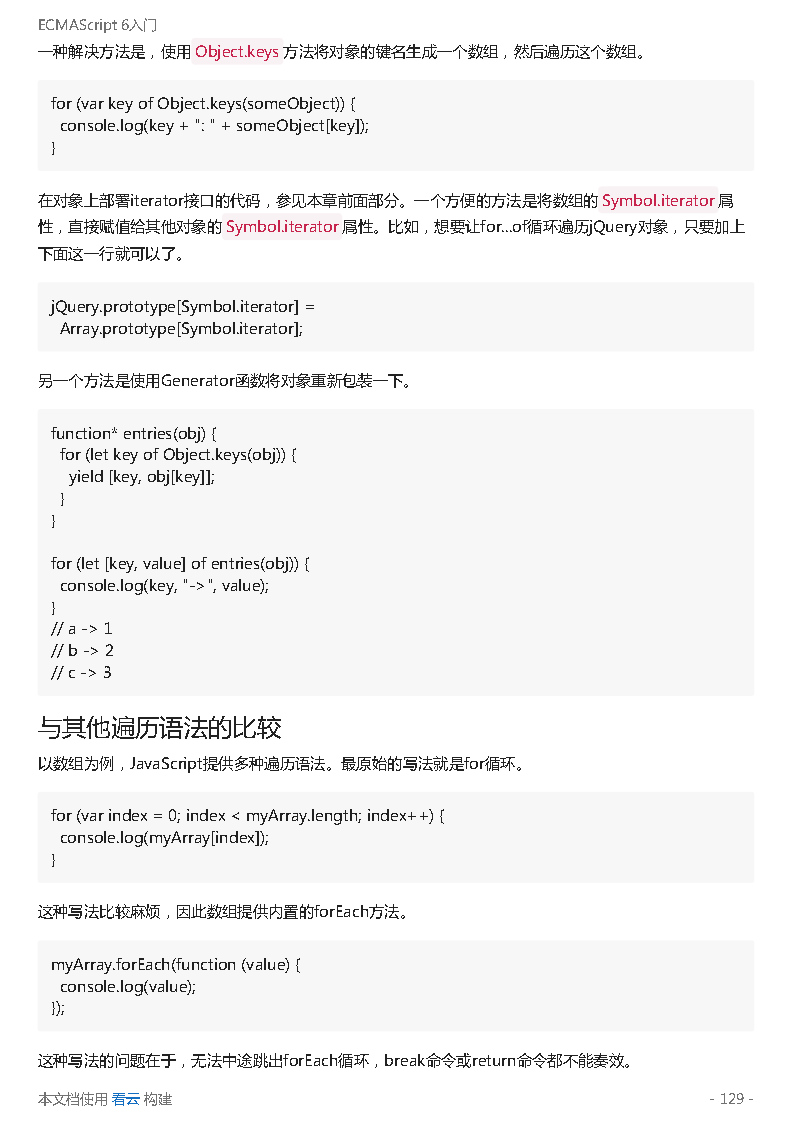 ECMAScript 6入门
一种解决方法是，使用 Object.keys 方法将对象的键名生成一个数组，然后遍历这个数组。
for (var key of Object.keys(someObject)) {
  console.log(key + ": " + someObject[key]);
}
在对象上部署iterator接口的代码，参见本章前面部分。一个方便的方法是将数组的 Symbol.iterator 属
性，直接赋值给其他对象的 Symbol.iterator 属性。比如，想要让for...of循环遍历jQuery对象，只要加上
下面这一行就可以了。
jQuery.prototype[Symbol.iterator] =
  Array.prototype[Symbol.iterator];
另一个方法是使用Generator函数将对象重新包装一下。
function* entries(obj) {
  for (let key of Object.keys(obj)) {
    yield [key, obj[key]];
  }
}
for (let [key, value] of entries(obj)) {
  console.log(key, "->", value);
}
// a -> 1
// b -> 2
// c -> 3
与其他遍历语法的比较
以数组为例，JavaScript提供多种遍历语法。最原始的写法就是for循环。
for (var index = 0; index < myArray.length; index++) {
  console.log(myArray[index]);
}
这种写法比较麻烦，因此数组提供内置的forEach方法。
myArray.forEach(function (value) {
  console.log(value);
});
这种写法的问题在于，无法中途跳出forEach循环，break命令或return命令都不能奏效。
本文档使用 看云 构建 - 129 -